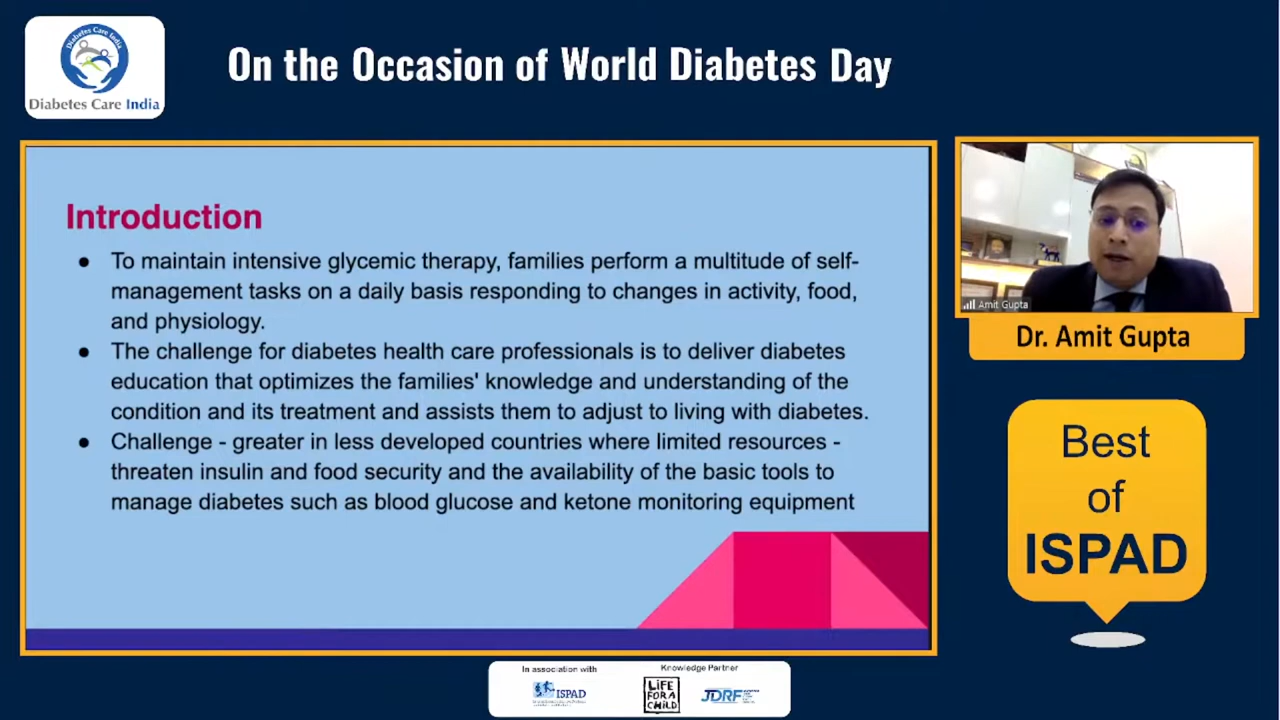 Diabetes Care India
Diabetes Care India
On the Occasion of World Diabetes Day
Introduction
● To maintain intensive glycemic therapy, families perform a multitude of self-
management tasks on a daily basis responding to changes in activity, food,
and physiology.
● The challenge for diabetes health care professionals is to deliver diabetes
education that optimizes the families' knowledge and understanding of the
condition and its treatment and assists them to adjust to living with diabetes.
● Challenge - greater in less developed countries where limited resources -
threaten insulin and food security and the availability of the basic tools to
manage diabetes such as blood glucose and ketone monitoring equipment
Amit Gupta
Dr. Amit Gupta
Best
of
ISPAD
In association with
ISPAD
Knowledge Partner
LiFE
FOR A
CHiLD
JDRF